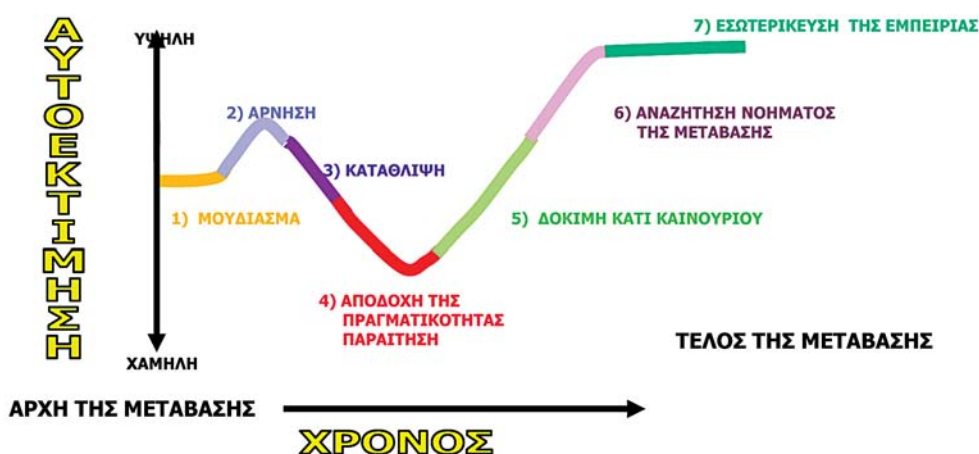 ΑΥΤΟΕΚΤΙΜΗΣΗ
ΥΨΗΛΗ
7) ΕΣΩΤΕΡΙΚΕΥΣΗ ΤΗΣ ΕΜΠΕΙΡΙΑΣ
2) ΑΡΝΗΣΗ
6) ΑΝΑΖΗΤΗΣΗ ΝΟΗΜΑΤΟΣ
ΤΗΣ ΜΕΤΑΒΑΣΗΣ
3) ΚΑΤΑΘΛΙΨΗ
1) ΜΟΥΔΙΑΣΜΑ
5) ΔΟΚΙΜΗ ΚΑΤΙ ΚΑΙΝΟΥΡΙΟΥ
4) ΑΠΟΔΟΧΗ ΤΗΣ
ΠΡΑΓΜΑΤΙΚΟΤΗΤΑΣ
ΠΑΡΑΙΤΗΣΗ
ΧΑΜΗΛΗ
ΤΕΛΟΣ ΤΗΣ ΜΕΤΑΒΑΣΗΣ
ΑΡΧΗ ΤΗΣ ΜΕΤΑΒΑΣΗΣ
ΧΡΟΝΟΣ